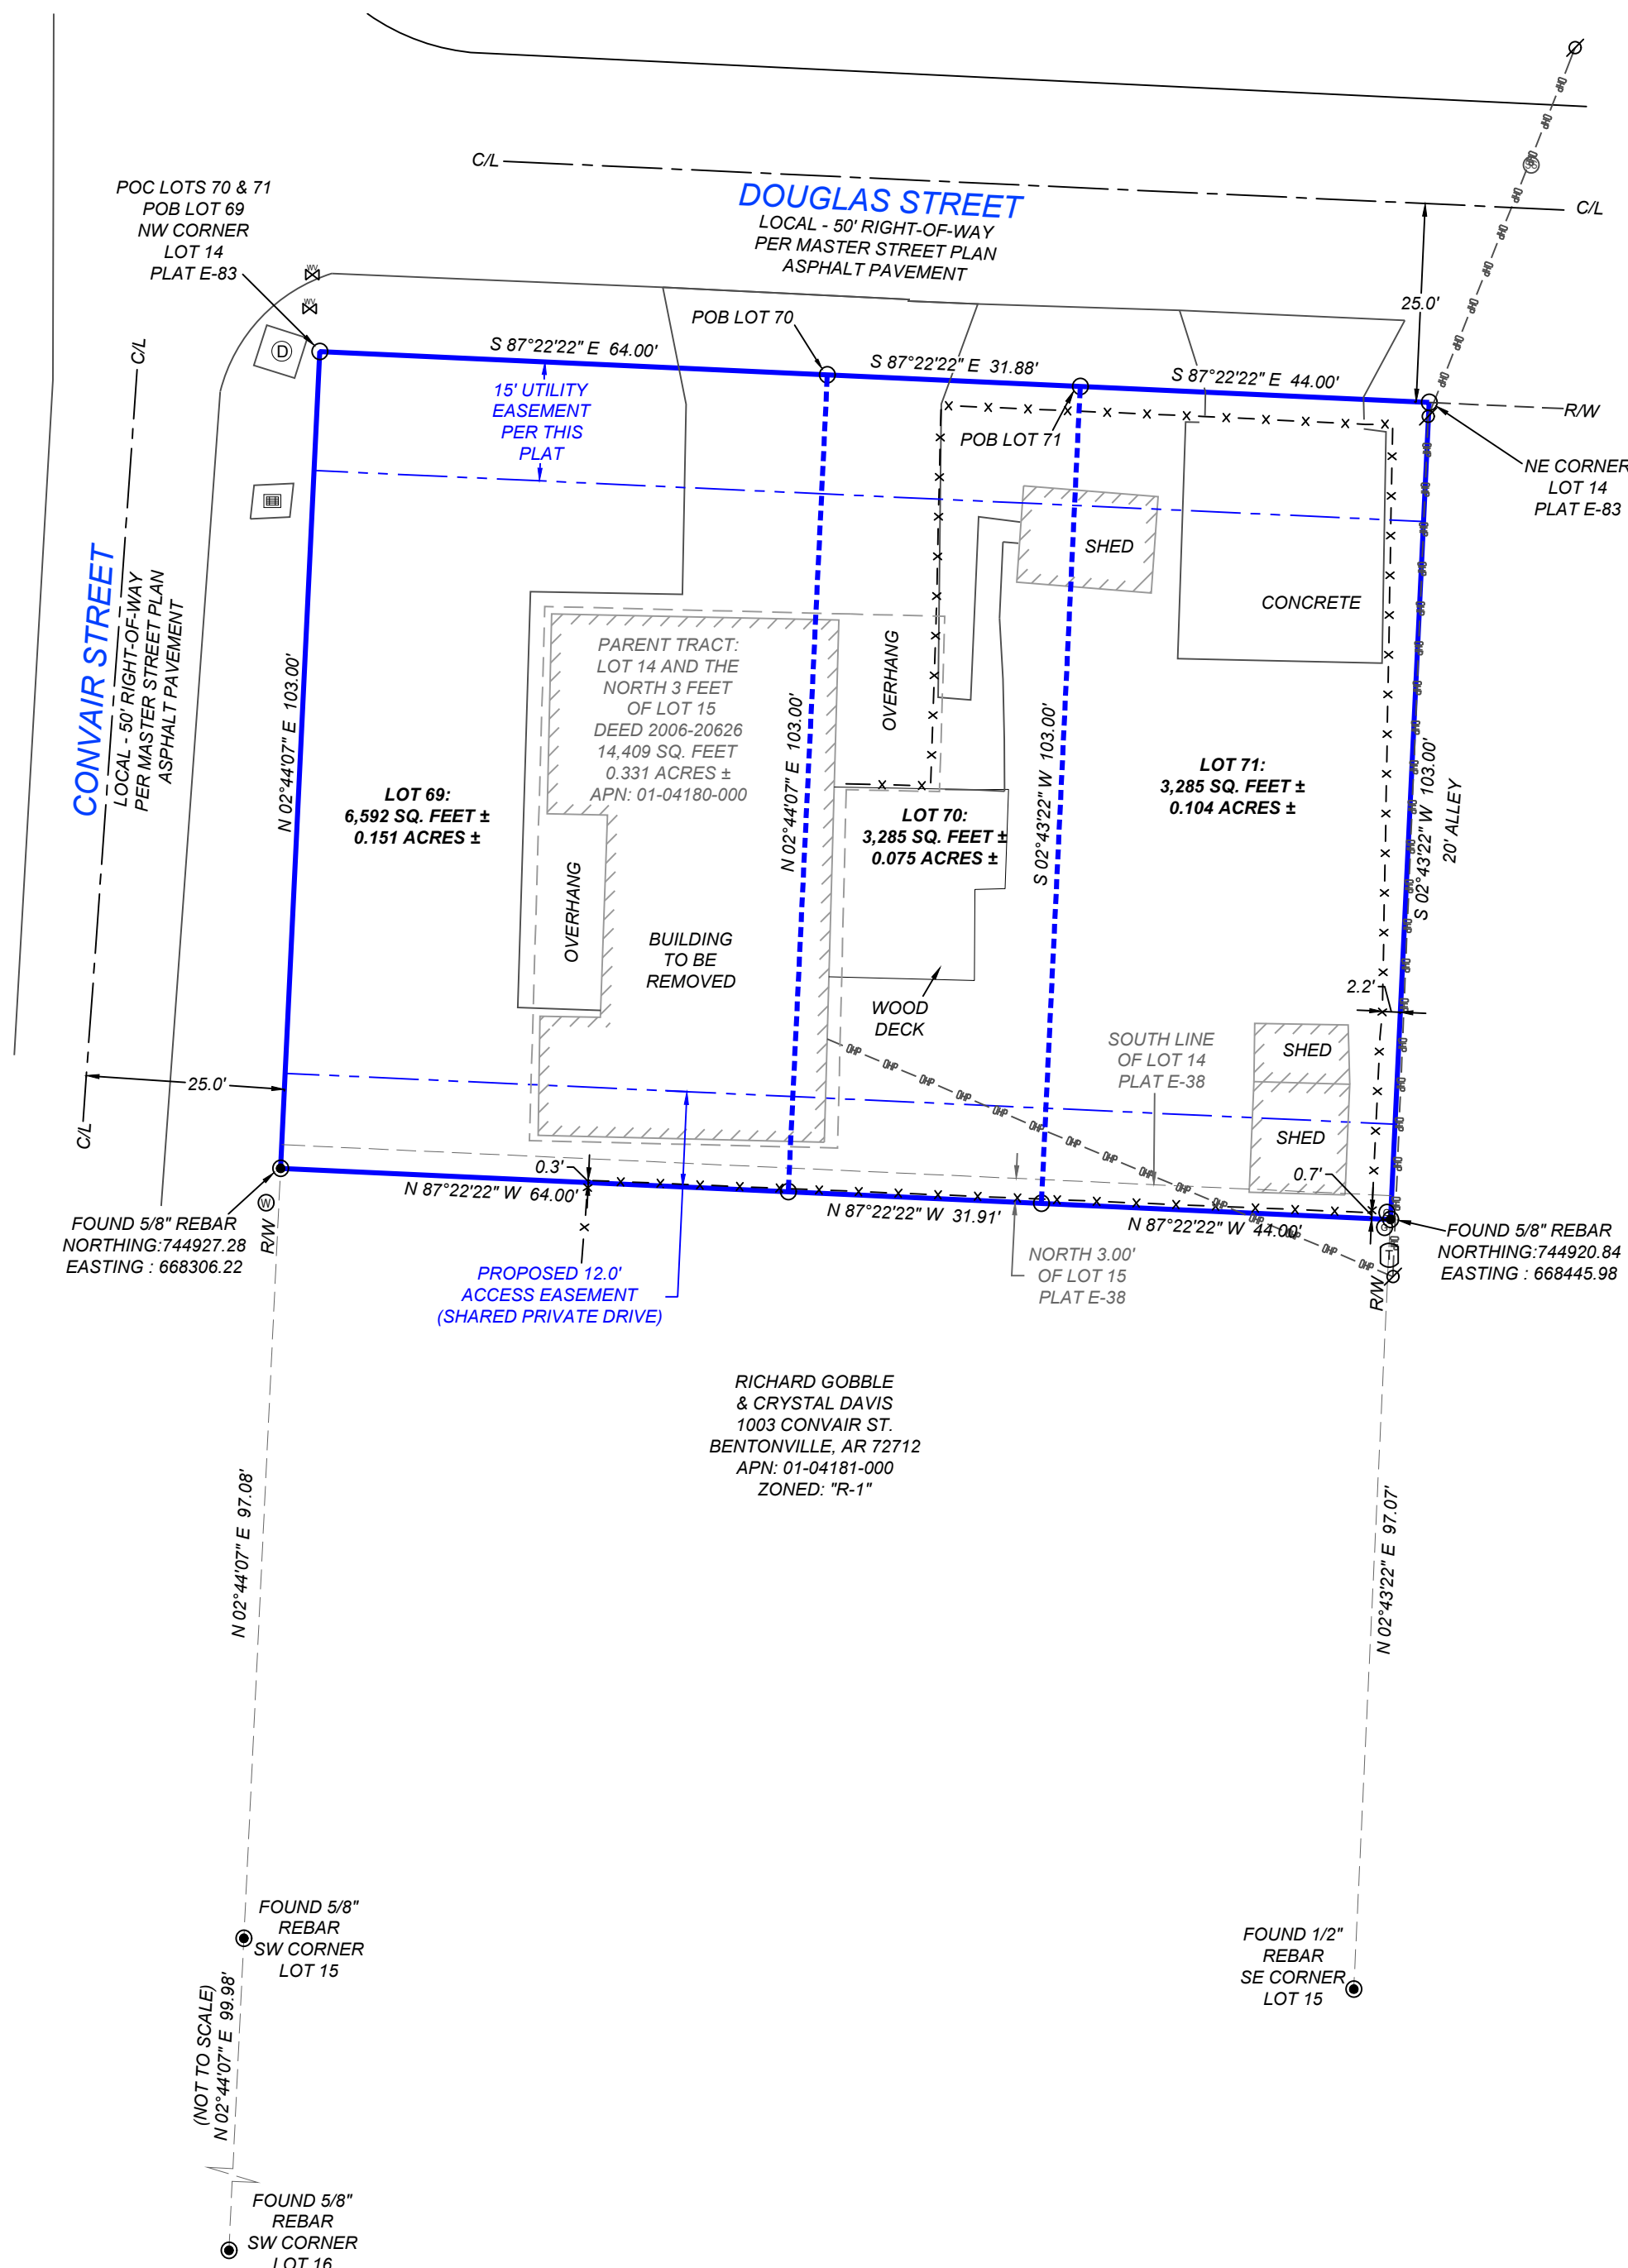 C/L
DOUGLAS STREET
LOCAL - 50' RIGHT-OF-WAY
PER MASTER STREET PLAN
ASPHALT PAVEMENT
C/L
25.0'
R/W
POC LOTS 70 & 71
POB LOT 69
NW CORNER
LOT 14
PLAT E-83
WV
WV
D
C/L
CONVAIR STREET
LOCAL - 50' RIGHT-OF-WAY
PER MASTER STREET PLAN
ASPHALT PAVEMENT
C/L
25.0'
S 87°22'22" E 64.00'
POB LOT 70
S 87°22'22" E 31.88'
S 87°22'22" E 44.00'
POB LOT 71
NE CORNER
LOT 14
PLAT E-83
15' UTILITY
EASEMENT
PER THIS
PLAT
SHED
CONCRETE
N 02°44'07" E 103.00'
PARENT TRACT:
LOT 14 AND THE
NORTH 3 FEET
OF LOT 15
DEED 2006-20626
14,409 SQ. FEET
0.331 ACRES ±
APN: 01-04180-000
OVERHANG
N 02°44'07" E 103.00'
S 02°43'22" W 103.00'
S 02°43'22" W 103.00'
20' ALLEY
LOT 69:
6,592 SQ. FEET ±
0.151 ACRES ±
LOT 70:
3,285 SQ. FEET ±
0.075 ACRES ±
LOT 71:
3,285 SQ. FEET ±
0.104 ACRES ±
OVERHANG
BUILDING
TO BE
REMOVED
WOOD
DECK
2.2'
SOUTH LINE
OF LOT 14
PLAT E-38
SHED
SHED
0.7'
0.3'
N 87°22'22" W 64.00'
N 87°22'22" W 31.91'
N 87°22'22" W 44.00'
FOUND 5/8" REBAR
NORTHING:744927.28
EASTING : 668306.22
R/W
W
PROPOSED 12.0'
ACCESS EASEMENT
(SHARED PRIVATE DRIVE)
NORTH 3.00'
OF LOT 15
PLAT E-38
R/W
T
FOUND 5/8" REBAR
NORTHING:744920.84
EASTING : 668445.98
OHP
RICHARD GOBBLE
& CRYSTAL DAVIS
1003 CONVAIR ST.
BENTONVILLE, AR 72712
APN: 01-04181-000
ZONED: "R-1"
N 02°44'07" E 97.08'
N 02°43'22" E 97.07'
FOUND 5/8"
REBAR
SW CORNER
LOT 15
FOUND 1/2"
REBAR
SE CORNER
LOT 15
(NOT TO SCALE)
N 02°44'07" E 99.98'
FOUND 5/8"
REBAR
SW CORNER
LOT 16